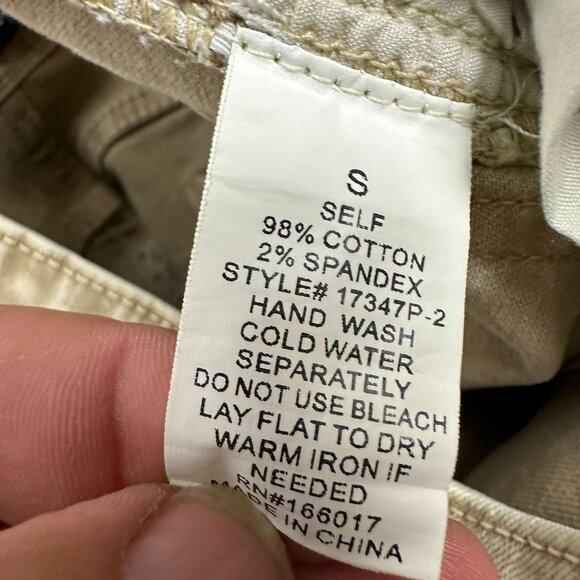 S
SELF
98% COTTON
2% SPANDEX
STYLE# 17347P-2
HAND WASH
COLD WATER
SEPARATELY
DO NOT USE BLEACH
LAY FLAT TO DRY
WARM IRON IF
NEEDED
RN#166017
MADE IN CHINA